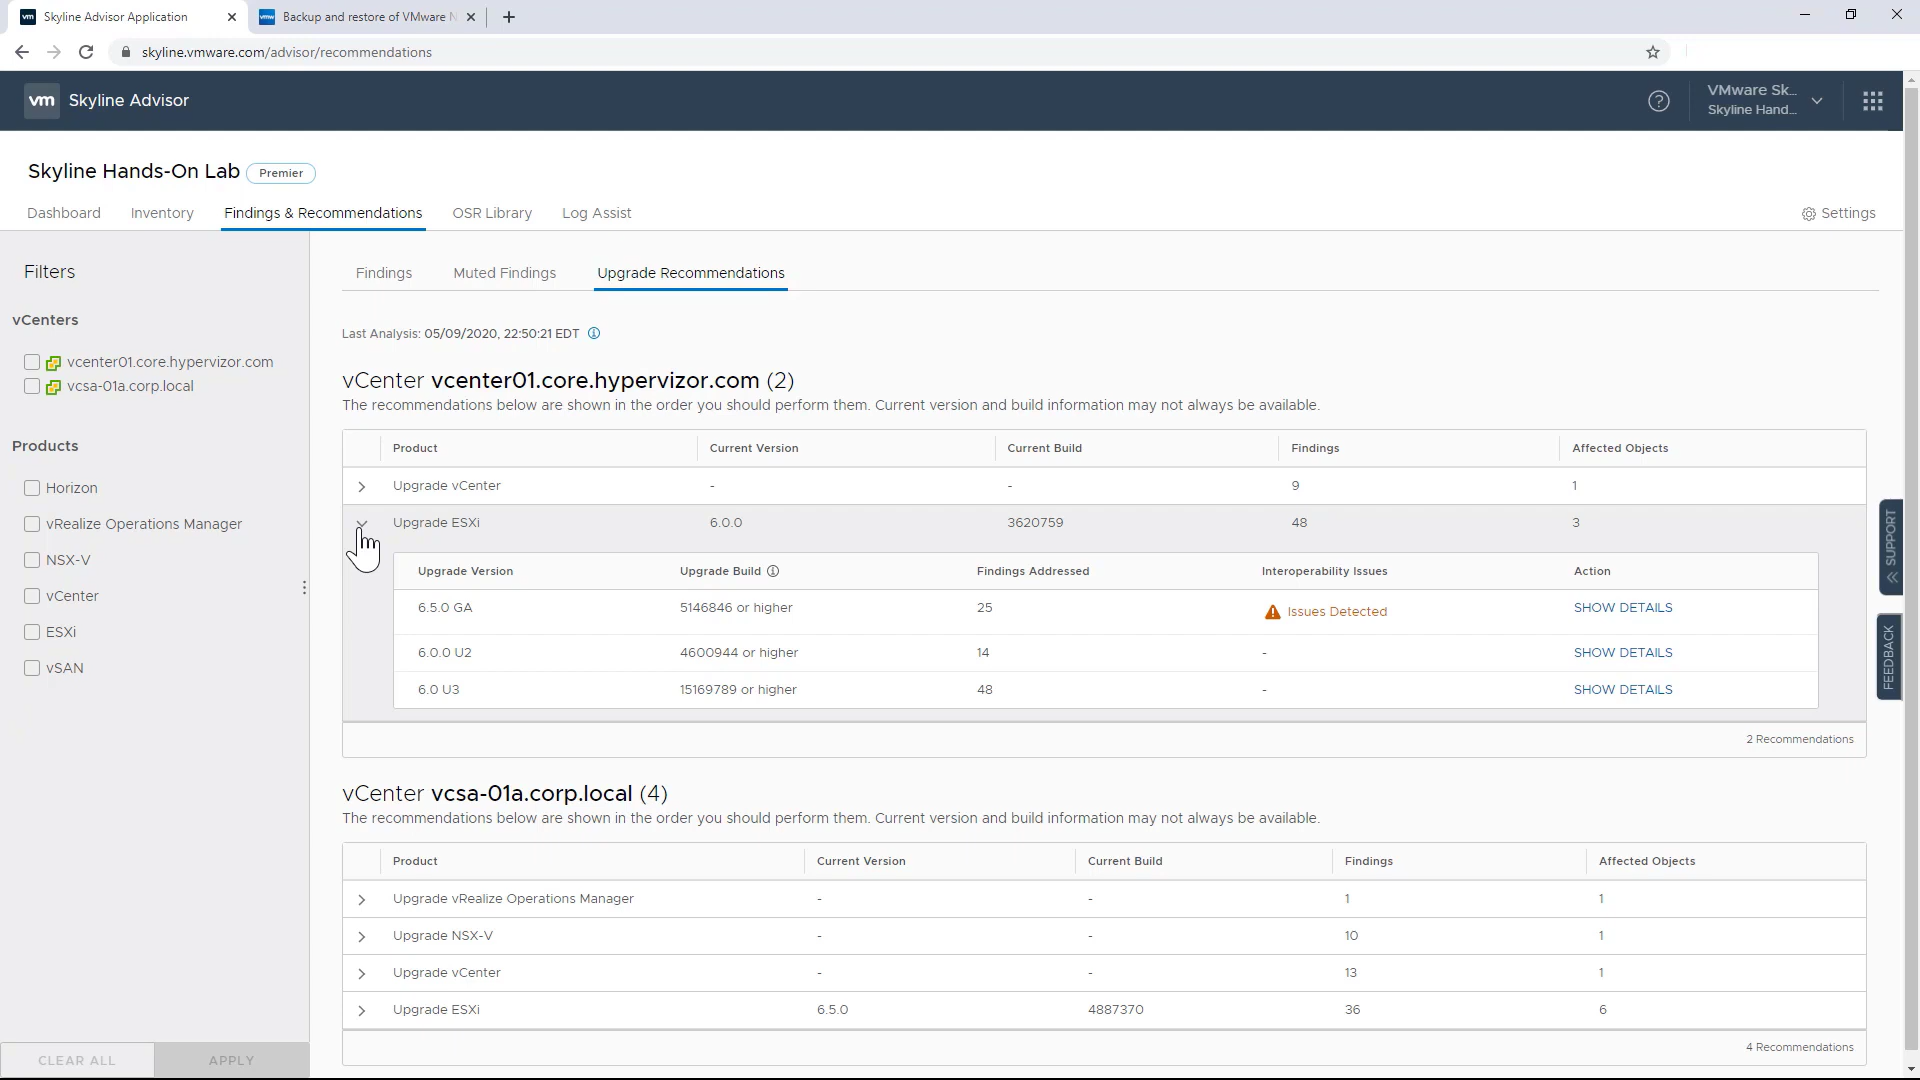 vm Skyline Advisor Application
vmw Backup and restore of VMware N
skyline.vmware.com/advisor/recommendations
vm Skyline Advisor
VMware Sk...
Skyline Hand...
Skyline Hands-On Lab Premier
Dashboard Inventory Findings & Recommendations OSR Library Log Assist Settings
Filters
vCenters
vcenter01.core.hypervizor.com
vcsa-01a.corp.local
Products
Horizon
vRealize Operations Manager
NSX-V
vCenter
ESXi
vSAN
CLEAR ALL APPLY
Findings Muted Findings Upgrade Recommendations
Last Analysis: 05/09/2020, 22:50:21 EDT
vCenter vcenter01.core.hypervizor.com (2)
The recommendations below are shown in the order you should perform them. Current version and build information may not always be available.
Product Current Version Current Build Findings Affected Objects
Upgrade vCenter - - 9 1
Upgrade ESXi 6.0.0 3620759 48 3
Upgrade Version Upgrade Build Findings Addressed Interoperability Issues Action
6.5.0 GA 5146846 or higher 25 Issues Detected SHOW DETAILS
6.0.0 U2 4600944 or higher 14 - SHOW DETAILS
6.0 U3 15169789 or higher 48 - SHOW DETAILS
2 Recommendations
vCenter vcsa-01a.corp.local (4)
The recommendations below are shown in the order you should perform them. Current version and build information may not always be available.
Product Current Version Current Build Findings Affected Objects
Upgrade vRealize Operations Manager - - 1 1
Upgrade NSX-V - - 10 1
Upgrade vCenter - - 13 1
Upgrade ESXi 6.5.0 4887370 36 6
4 Recommendations
SUPPORT
FEEDBACK